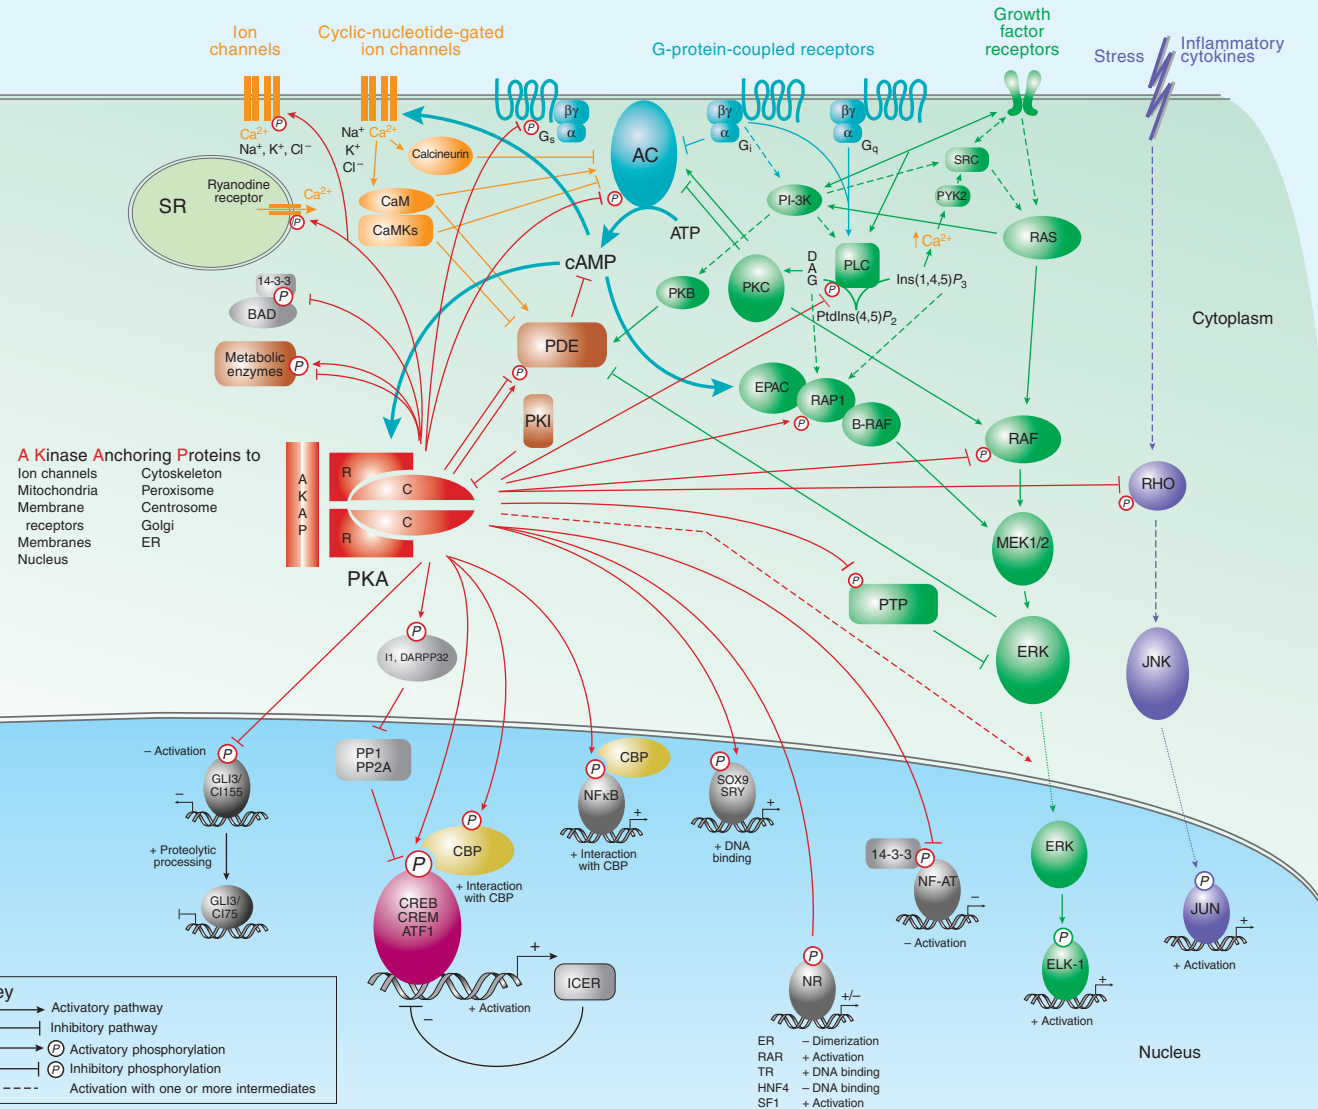 Ion
channels
Cyclic-nucleotide-gated
ion channels
G-protein-coupled receptors
Growth
factor
receptors
Stress
Inflammatory
cytokines
Ca2+
P
Na+, K+, Cl–
Na+ Ca2+
K+
Cl–
Calcineurin
P
Gs
βγ
α
AC
βγ
α
Gi
βγ
α
Gq
SRC
PYK2
SR
Ryanodine
receptor
Ca2+
P
CaM
CaMKs
P
ATP
cAMP
PI-3K
↑Ca2+
RAS
PKB
PKC
D
A
G
PLC
P
Ins(1,4,5)P3
PtdIns(4,5)P2
14-3-3
P
BAD
Metabolic
enzymes
P
PDE
P
PKI
EPAC
RAP1
P
B-RAF
RAF
P
Cytoplasm
A Kinase Anchoring Proteins to
Ion channels
Mitochondria
Membrane
receptors
Membranes
Nucleus
Cytoskeleton
Peroxisome
Centrosome
Golgi
ER
A
K
A
P
R
C
C
R
PKA
RHO
P
MEK1/2
P
PTP
ERK
JNK
P
I1, DARPP32
– Activation
P
GLI3/
CI155
–
+ Proteolytic
processing
GLI3/
CI75
PP1
PP2A
P
CBP
P
+ Interaction
with CBP
CREB
CREM
ATF1
+
+ Activation
–
ICER
CBP
P
NFκB
+
+ Interaction
with CBP
P
SOX9
SRY
+
+ DNA
binding
14-3-3
P
NF-AT
–
– Activation
P
NR
+/–
ER – Dimerization
RAR + Activation
TR + DNA binding
HNF4 – DNA binding
SF1 + Activation
ERK
P
ELK-1
+
+ Activation
P
JUN
+
+ Activation
Nucleus
ey
Activatory pathway
Inhibitory pathway
P Activatory phosphorylation
P Inhibitory phosphorylation
Activation with one or more intermediates